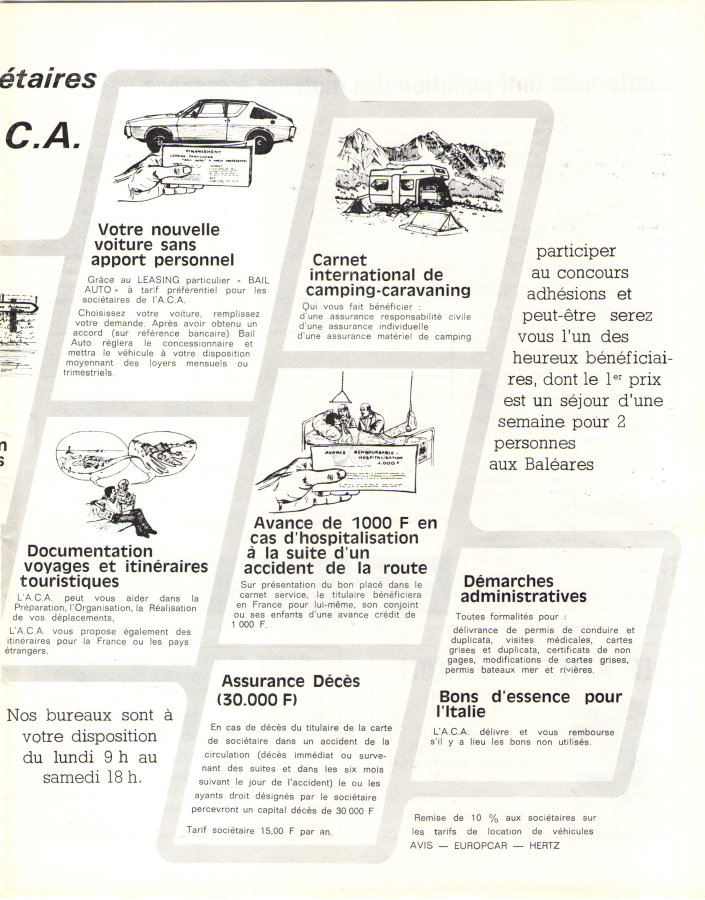 étaires
C.A.
FINANCEMENT
Votre nouvelle
voiture sans
apport personnel
Grâce au LEASING particulier « BAIL
AUTO » à tarif préférentiel pour les
sociétaires de l'A.C.A.
Choisissez votre voiture, remplissez
votre demande. Après avoir obtenu un
accord (sur référence bancaire) Bail
Auto règlera le concessionnaire et
mettra le véhicule à votre disposition
moyennant des loyers mensuels ou
trimestriels.
Carnet
international de
camping-caravaning
Qui vous fait bénéficier :
d'une assurance responsabilité civile
d'une assurance individuelle
d'une assurance matériel de camping
participer
au concours
adhésions et
peut-être serez
vous l'un des
heureux bénéficiai-
res, dont le 1er prix
est un séjour d'une
semaine pour 2
personnes
aux Baléares
n
s
Documentation
voyages et itinéraires
touristiques
L'A.C.A. peut vous aider dans la
Préparation, l'Organisation, la Réalisation
de vos déplacements,
L'A.C.A. vous propose également des
itinéraires pour la France ou les pays
étrangers.
AVANCE REMBOURSABLE -
HOSPITALISATION
Avance de 1000 F en
cas d'hospitalisation
à la suite d'un
accident de la route
Sur présentation du bon placé dans le
carnet service, le titulaire bénéficiera
en France pour lui-même, son conjoint
ou ses enfants d'une avance crédit de
1 000 F.
Démarches
administratives
Toutes formalités pour :
délivrance de permis de conduire et
duplicata, visites médicales, cartes
grises et duplicata, certificats de non
gages, modifications de cartes grises,
permis bateaux mer et rivières.
Bons d'essence pour
l'Italie
L'A.C.A. délivre et vous rembourse
s'il y a lieu les bons non utilisés.
Nos bureaux sont à
votre disposition
du lundi 9 h au
samedi 18 h.
Assurance Décès
(30.000 F)
En cas de décès du titulaire de la carte
de sociétaire dans un accident de la
circulation (décès immédiat ou surve-
nant des suites et dans les six mois
suivant le jour de l'accident) le ou les
ayants droit désignés par le sociétaire
percevront un capital décès de 30 000 F
Tarif sociétaire 15,00 F par an.
Remise de 10 % aux sociétaires sur
les tarifs de location de véhicules
AVIS — EUROPCAR — HERTZ